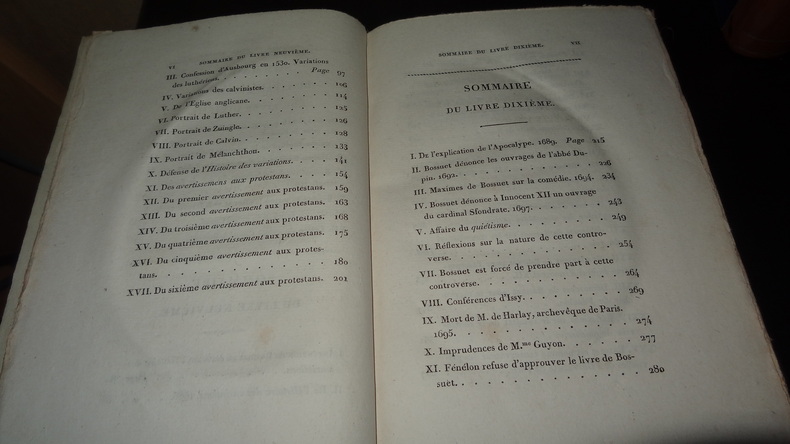 VI SOMMAIRE DU LIVRE NEUVIÈME.
III. Confession d'Ausbourg en 1530. Variations
des luthériens. . . . . . . . . Page 97
IV. Variations des calvinistes. . . . . . . 106
V. De l'Eglise anglicane. . . . . . . . . 114
VI. Portrait de Luther. . . . . . . . . . 125
VII. Portrait de Zuingle. . . . . . . . . 126
VIII. Portrait de Calvin. . . . . . . . . 128
IX. Portrait de Mélanchthon. . . . . . . 133
X. Défense de l'Histoire des variations. . . . 141
XI. Des avertissemens aux protestans. . . . 154
XII. Du premier avertissement aux protestans. 159
XIII. Du second avertissement aux protestans. 163
XIV. Du troisième avertissement aux protestans. 168
XV. Du quatrième avertissement aux protestans. 175
XVI. Du cinquième avertissement aux protes-
tans. . . . . . . . . . . . . . 180
XVII. Du sixième avertissement aux protestans. 201
SOMMAIRE DU LIVRE DIXIÈME. VII
SOMMAIRE
DU LIVRE DIXIÈME.
I. De l'explication de l'Apocalypse. 1689. Page 215
II. Bossuet dénonce les ouvrages de l'abbé Du-
pin. 1692. . . . . . . . . . . . 226
III. Maximes de Bossuet sur la comédie. 1694. 234
IV. Bossuet dénonce à Innocent XII un ouvrage
du cardinal Sfondrate. 1697. . . . . . . 243
V. Affaire du quiétisme. . . . . . . . . 249
VI. Réflexions sur la nature de cette contro-
verse. . . . . . . . . . . . . . 254
VII. Bossuet est forcé de prendre part à cette
controverse. . . . . . . . . . . . 264
VIII. Conférences d'Issy. . . . . . . . . 269
IX. Mort de M. de Harlay, archevêque de Paris.
1695. . . . . . . . . . . . . . 274
X. Imprudences de M.me Guyon. . . . . . 277
XI. Fénélon refuse d'approuver le livre de Bos-
suet. . . . . . . . . . . . . . 280